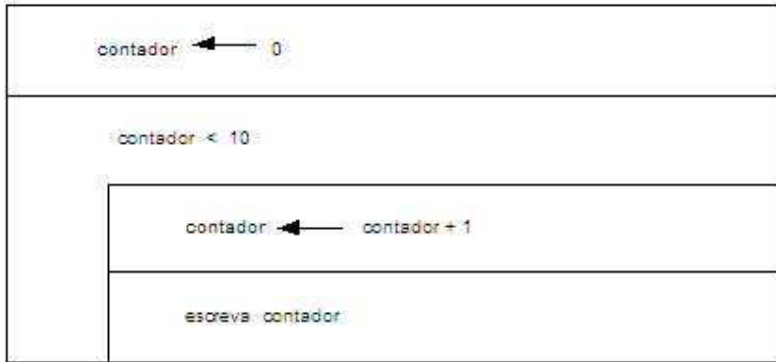 contador ← 0
contador < 10
contador ← contador + 1
escreva contador